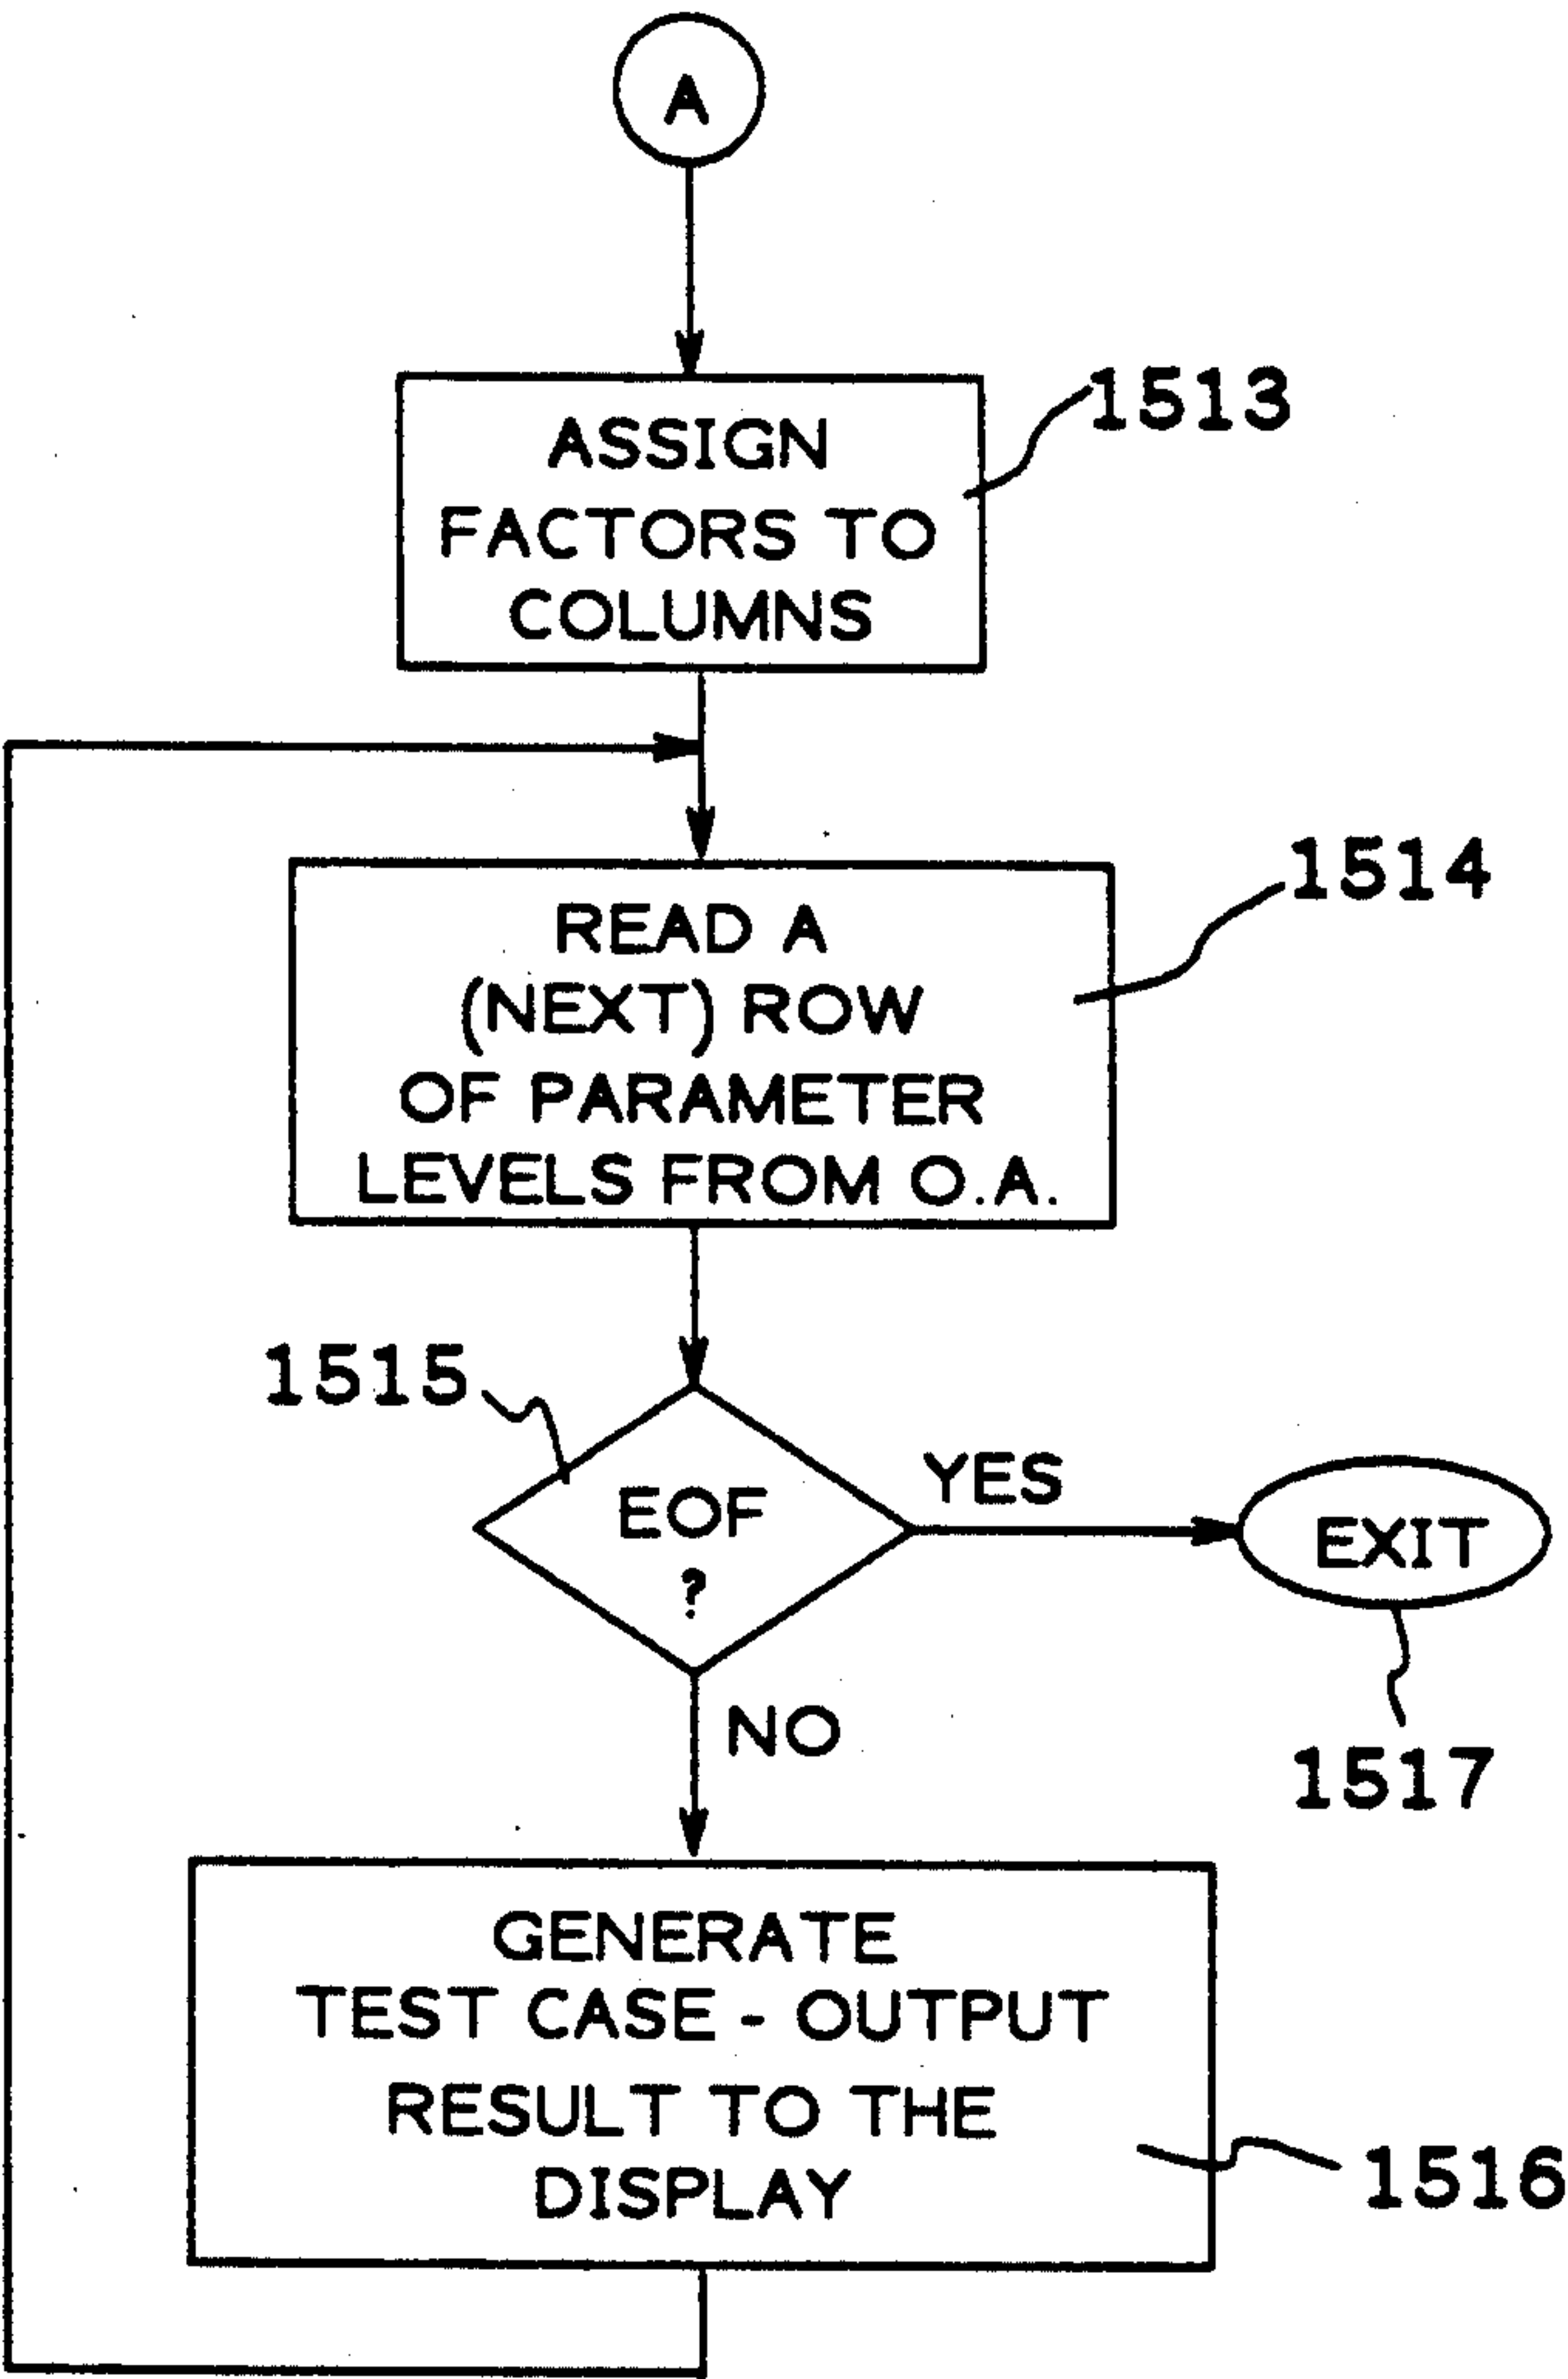 A
ASSIGN
FACTORS TO
COLUMNS
1513
READ A
(NEXT) ROW
OF PARAMETER
LEVELS FROM O.A.
1514
1515
EOF
?
YES
EXIT
1517
NO
GENERATE
TEST CASE - OUTPUT
RESULT TO THE
DISPLAY
1516